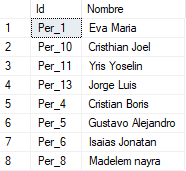 Id Nombre
1 Per_1 Eva Maria
2 Per_10 Cristhian Joel
3 Per_11 Yris Yoselin
4 Per_13 Jorge Luis
5 Per_4 Cristian Boris
6 Per_5 Gustavo Alejandro
7 Per_6 Isaias Jonatan
8 Per_8 Madelem nayra